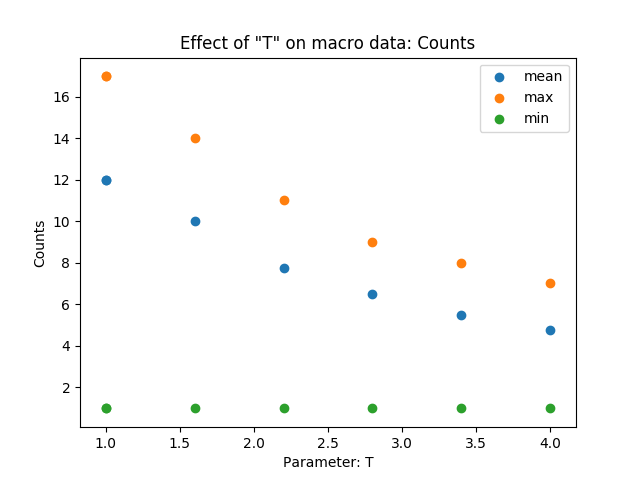 Effect of "T" on macro data: Counts
mean
max
min
16
14
12
10
8
6
4
2
Counts
1.0 1.5 2.0 2.5 3.0 3.5 4.0
Parameter: T